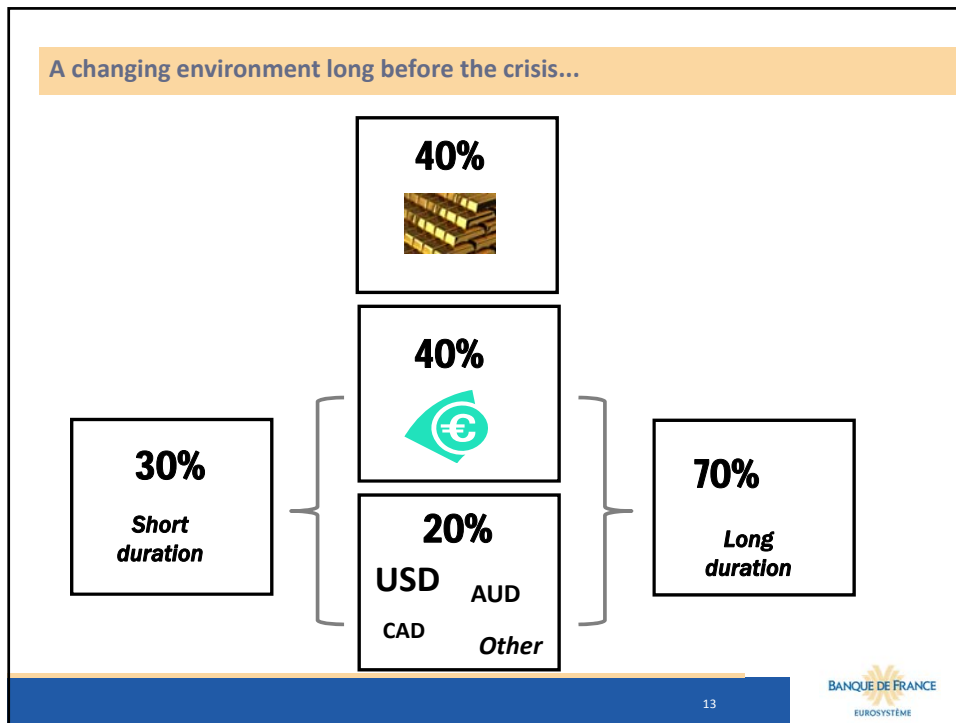 A changing environment long before the crisis...
40%
40%
€
30%
Short
duration
20%
USD
AUD
CAD
Other
70%
Long
duration
13
BANQUE DE FRANCE
EUROSYSTÈME